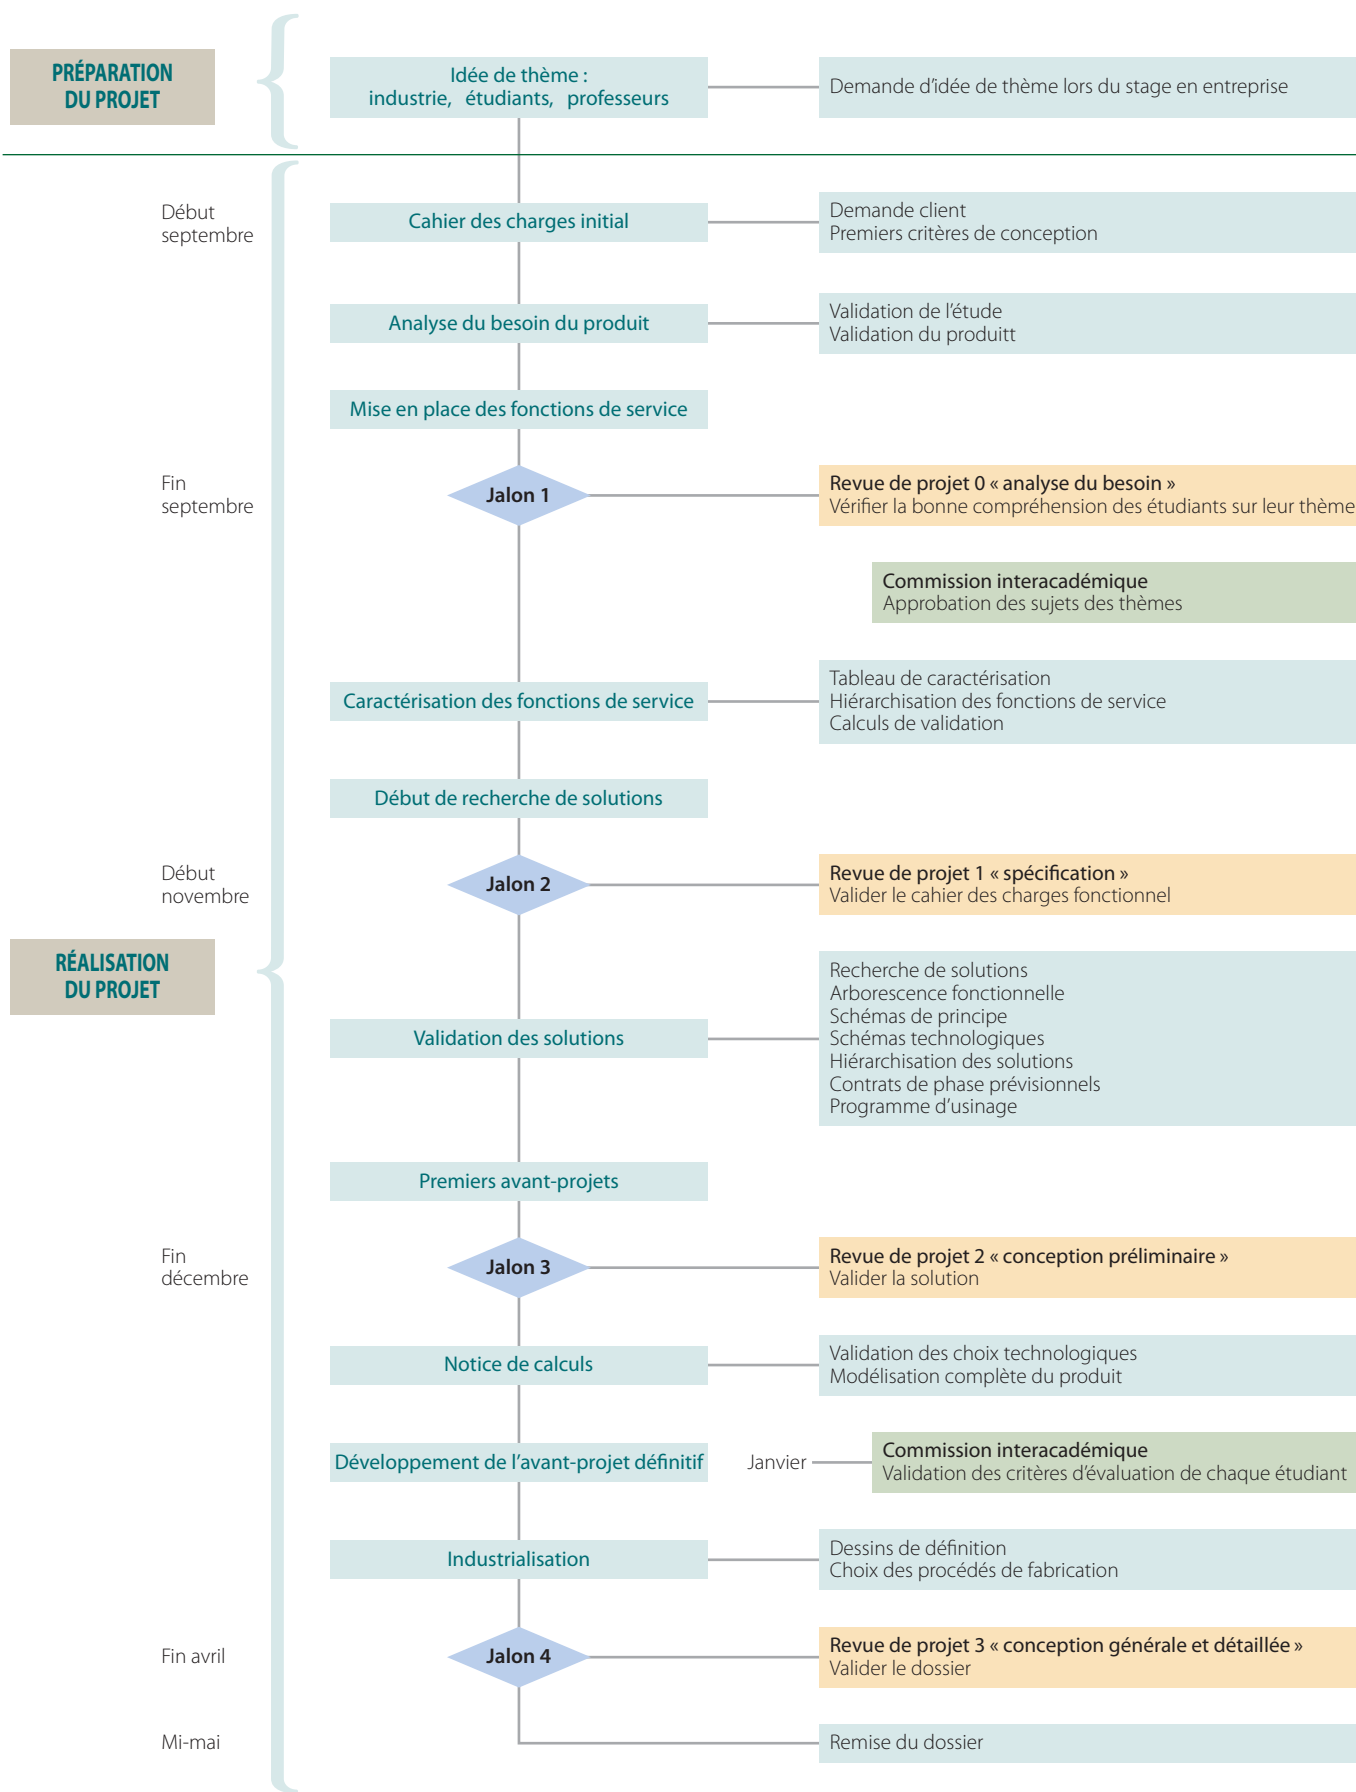 PRÉPARATION
DU PROJET
Idée de thème :
industrie, étudiants, professeurs
Demande d'idée de thème lors du stage en entreprise
Début
septembre
Cahier des charges initial
Demande client
Premiers critères de conception
Analyse du besoin du produit
Validation de l'étude
Validation du produitt
Mise en place des fonctions de service
Fin
septembre
Jalon 1
Revue de projet 0 « analyse du besoin »
Vérifier la bonne compréhension des étudiants sur leur thème
Commission interacadémique
Approbation des sujets des thèmes
Caractérisation des fonctions de service
Tableau de caractérisation
Hiérarchisation des fonctions de service
Calculs de validation
Début de recherche de solutions
Début
novembre
Jalon 2
Revue de projet 1 « spécification »
Valider le cahier des charges fonctionnel
RÉALISATION
DU PROJET
Validation des solutions
Recherche de solutions
Arborescence fonctionnelle
Schémas de principe
Schémas technologiques
Hiérarchisation des solutions
Contrats de phase prévisionnels
Programme d'usinage
Premiers avant-projets
Fin
décembre
Jalon 3
Revue de projet 2 « conception préliminaire »
Valider la solution
Notice de calculs
Validation des choix technologiques
Modélisation complète du produit
Développement de l'avant-projet définitif
Janvier
Commission interacadémique
Validation des critères d'évaluation de chaque étudiant
Industrialisation
Dessins de définition
Choix des procédés de fabrication
Fin avril
Jalon 4
Revue de projet 3 « conception générale et détaillée »
Valider le dossier
Mi-mai
Remise du dossier